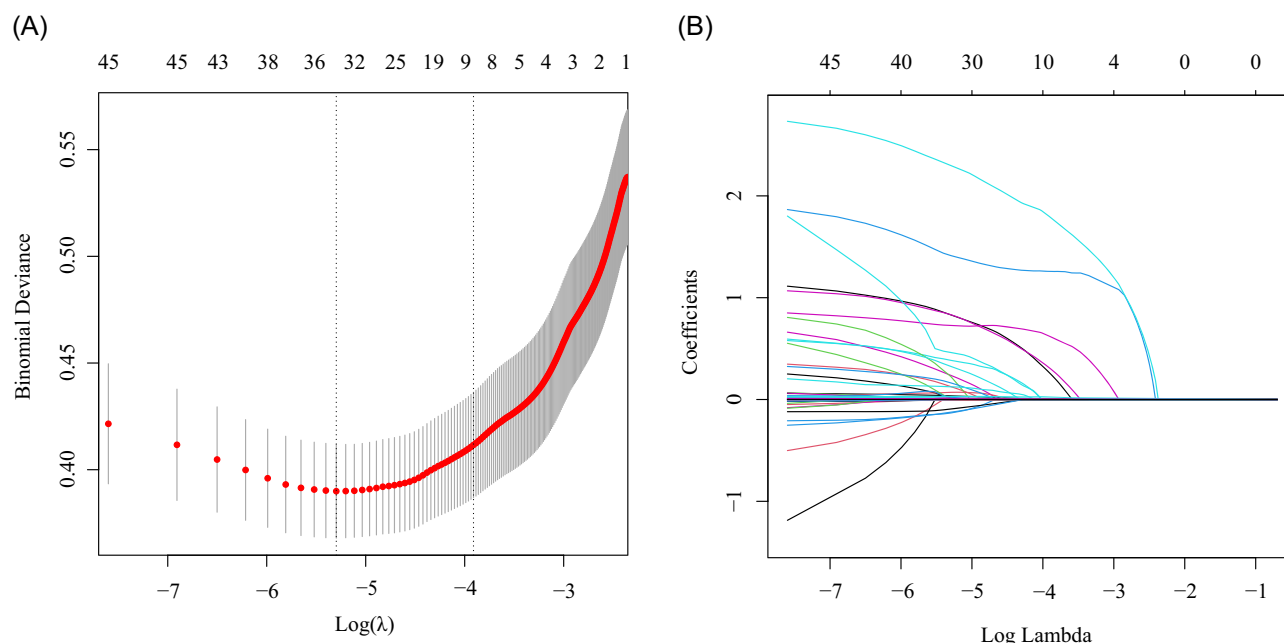 (A)
45 45 43 38 36 32 25 19 9 8 5 4 3 2 1
Binomial Deviance
0.55
0.50
0.45
0.40
−7 −6 −5 −4 −3
Log(λ)
(B)
45 40 30 10 4 0 0
Coefficients
2
1
0
−1
−7 −6 −5 −4 −3 −2 −1
Log Lambda